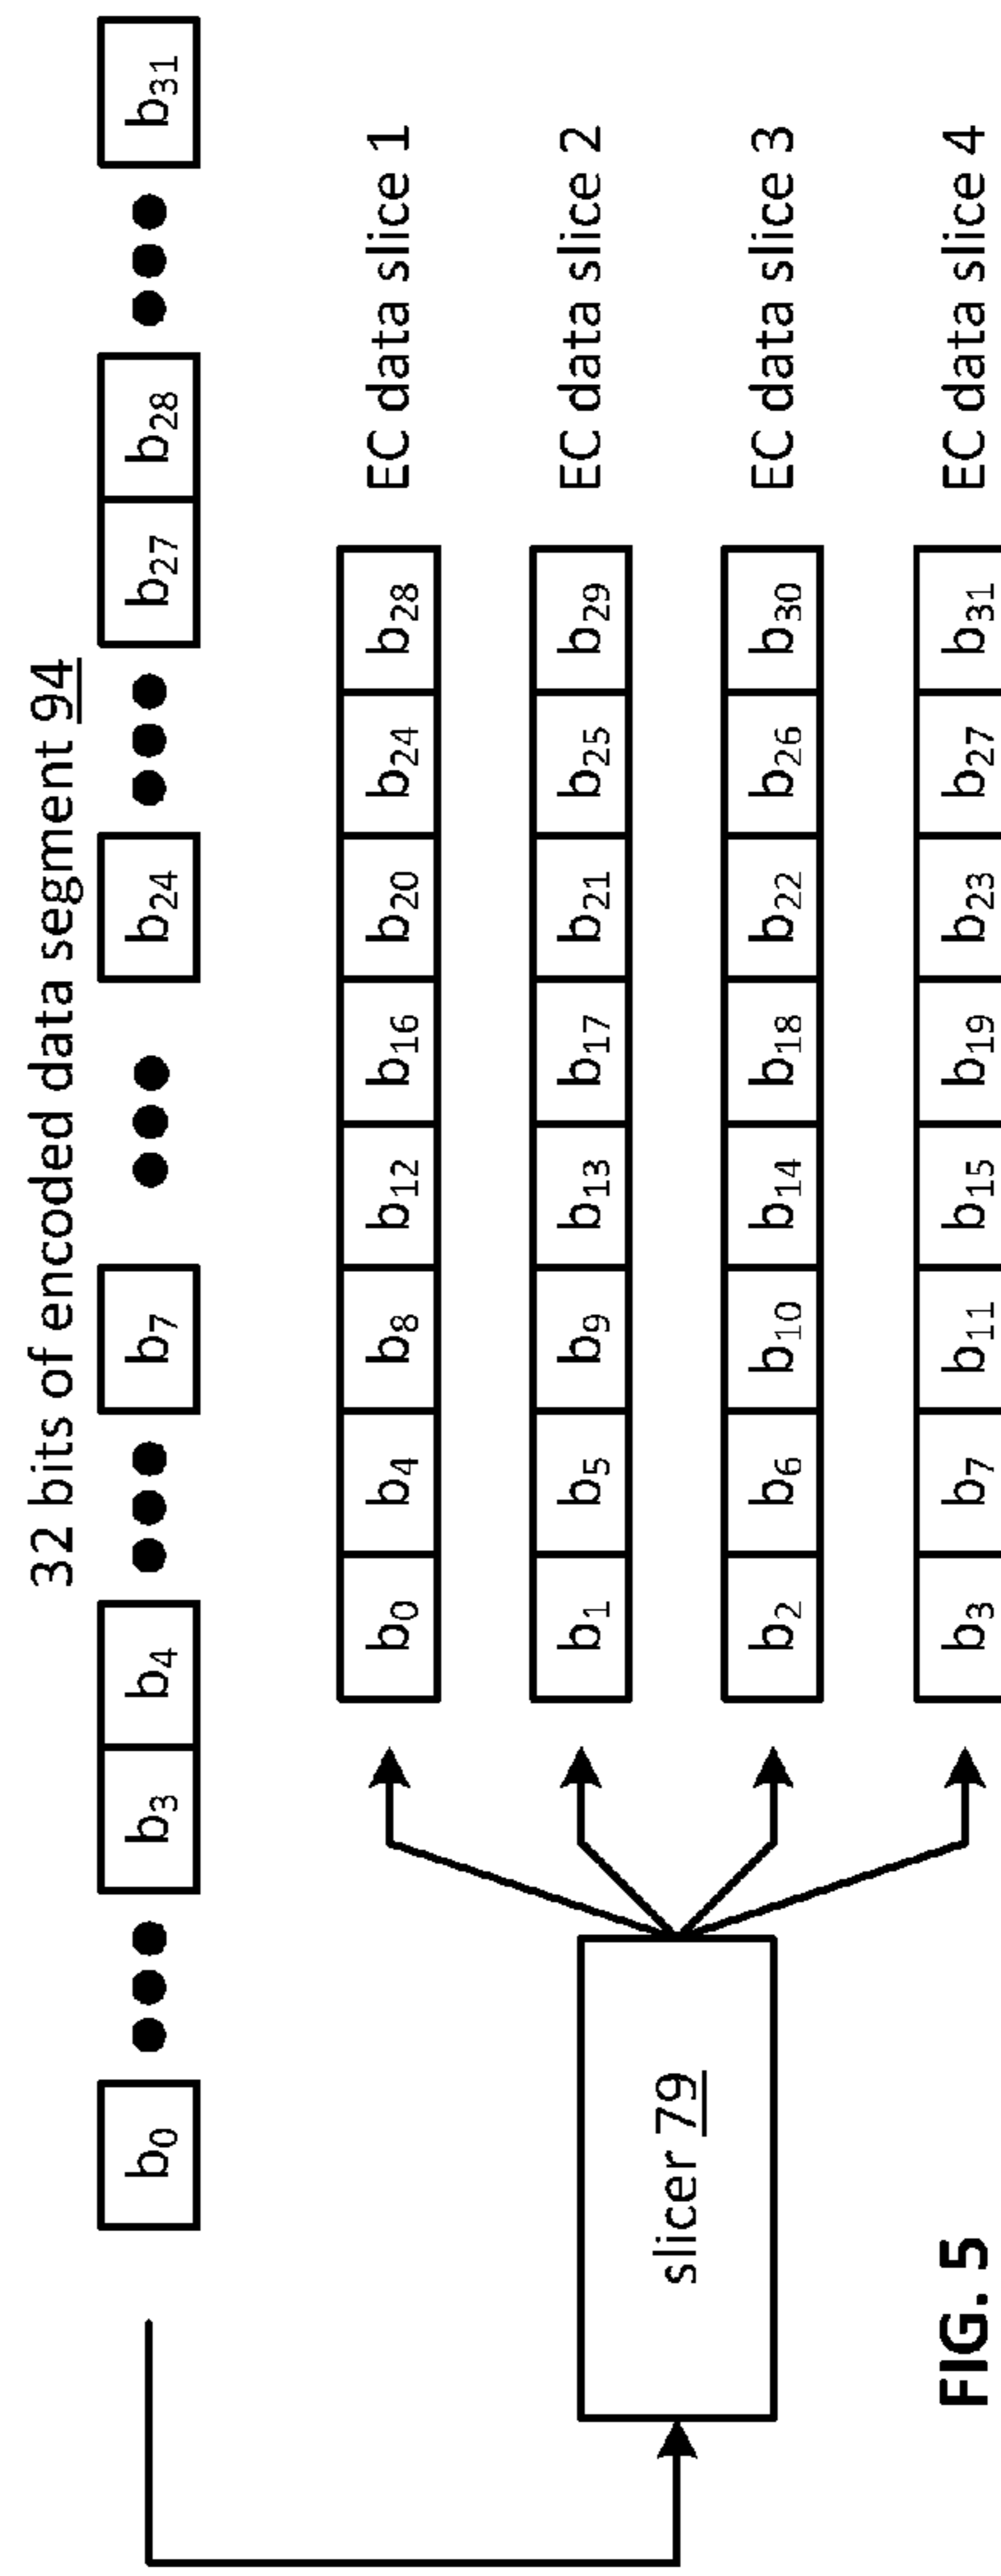 32 bits of encoded data segment 94
b0 ●●● b3 b4 ●●● b7 ●●● b24 ●●● b27 b28 ●●● b31
b0 b4 b8 b12 b16 b20 b24 b28 EC data slice 1
b1 b5 b9 b13 b17 b21 b25 b29 EC data slice 2
slicer 79
b2 b6 b10 b14 b18 b22 b26 b30 EC data slice 3
b3 b7 b11 b15 b19 b23 b27 b31 EC data slice 4
FIG. 5